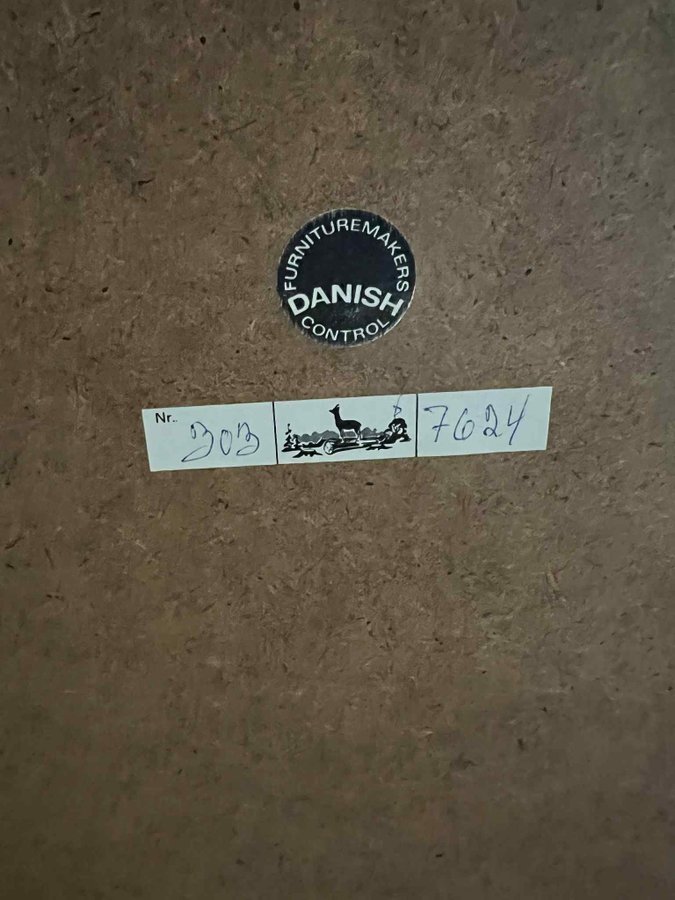 FURNITUREMAKERS
DANISH
CONTROL
Nr.. 303 7624